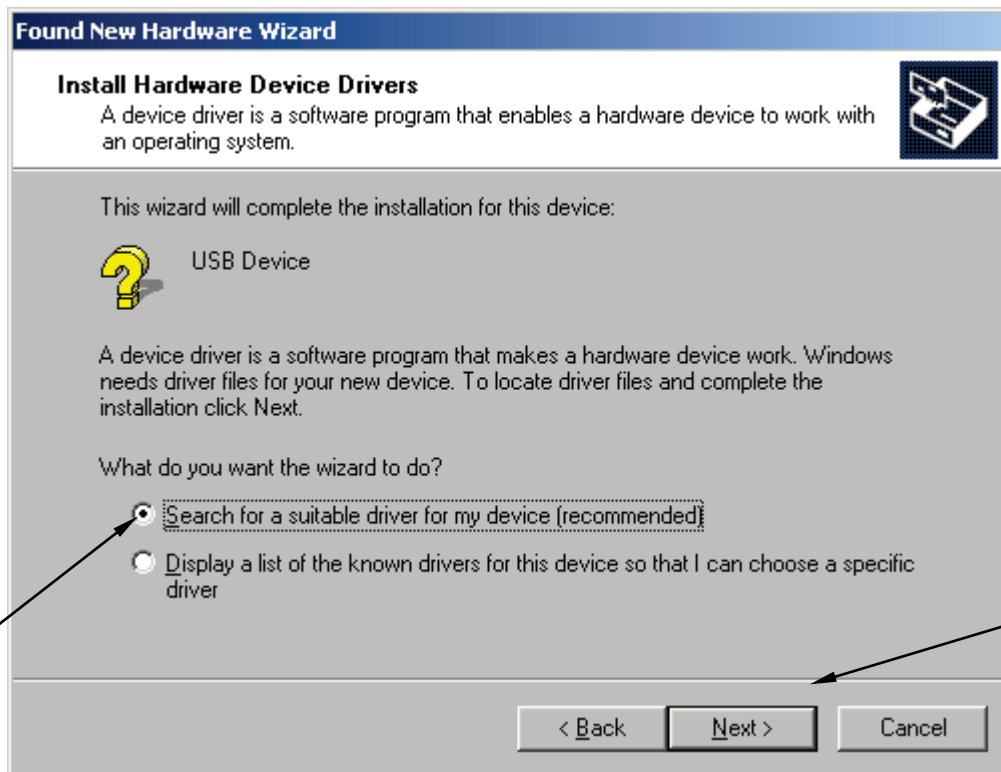 Found New Hardware Wizard
Install Hardware Device Drivers
A device driver is a software program that enables a hardware device to work with
an operating system.
This wizard will complete the installation for this device:
USB Device
A device driver is a software program that makes a hardware device work. Windows
needs driver files for your new device. To locate driver files and complete the
installation click Next.
What do you want the wizard to do?
Search for a suitable driver for my device (recommended)
Display a list of the known drivers for this device so that I can choose a specific
driver
< Back Next > Cancel